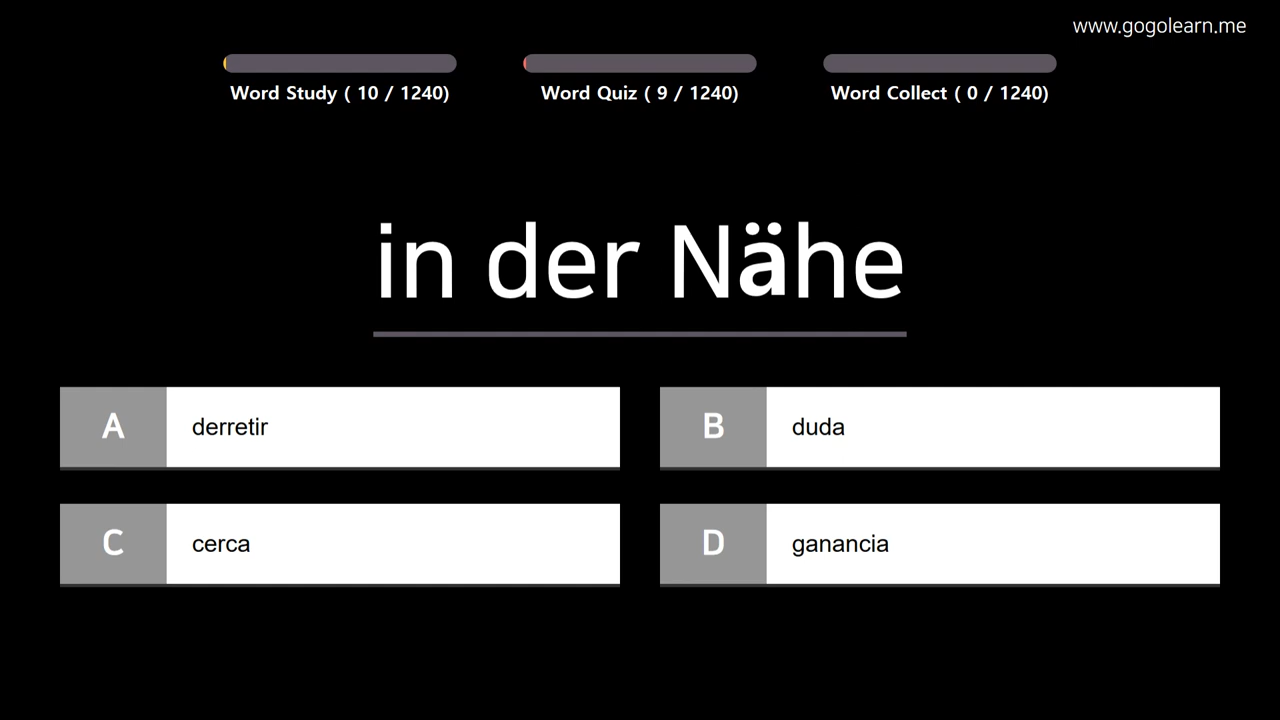 www.gogolearn.me
Word Study ( 10 / 1240)
Word Quiz ( 9 / 1240)
Word Collect ( 0 / 1240)
in der Nähe
A derretir
B duda
C cerca
D ganancia